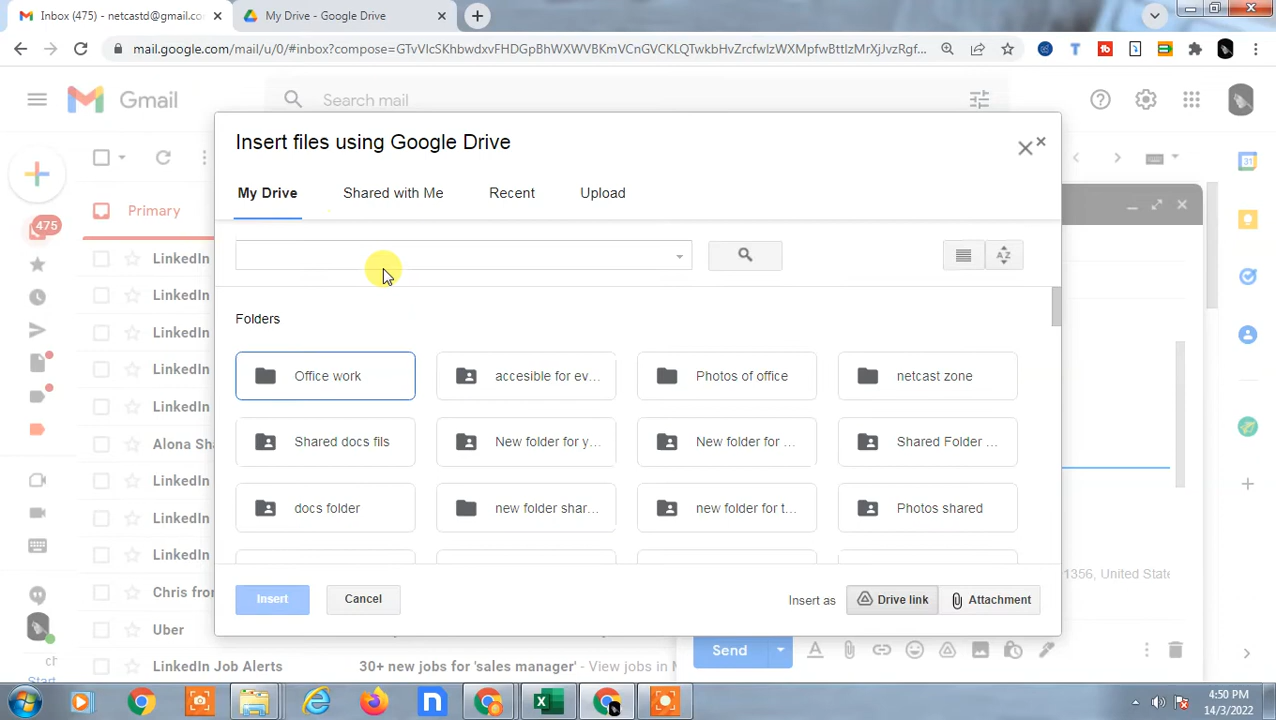 Inbox (475) - netcastd@gmail.co
My Drive - Google Drive
mail.google.com/mail/u/0/#inbox?compose=
Gmail
Search mail
Insert files using Google Drive
My Drive
Shared with Me
Recent
Upload
475
Primary
Folders
Office work
accesible for ev...
Photos of office
netcast zone
Shared docs fils
New folder for y...
New folder for ...
Shared Folder ...
docs folder
new folder shar...
new folder for t...
Photos shared
Insert
Cancel
Insert as
Drive link
Attachment
LinkedIn
LinkedIn
LinkedIn
LinkedIn
LinkedIn
Alona Sha
LinkedIn
LinkedIn
LinkedIn
Chris from
Uber
LinkedIn Job Alerts
30+ new jobs for 'sales manager' - View jobs in M
1356, United State
Send
Start
4:50 PM
14/3/2022